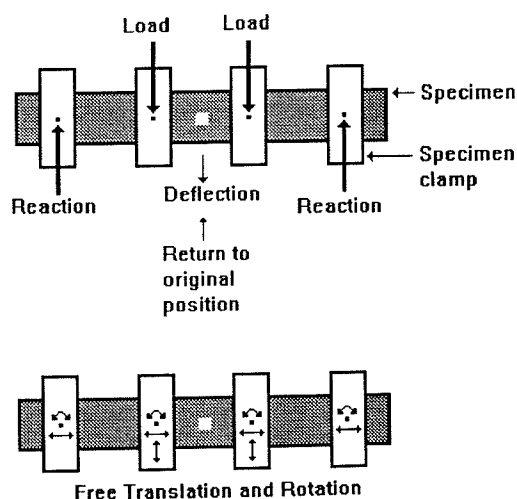 Load Load
Specimen
Specimen
clamp
Reaction
Deflection
Reaction
Return to
original
position
Free Translation and Rotation